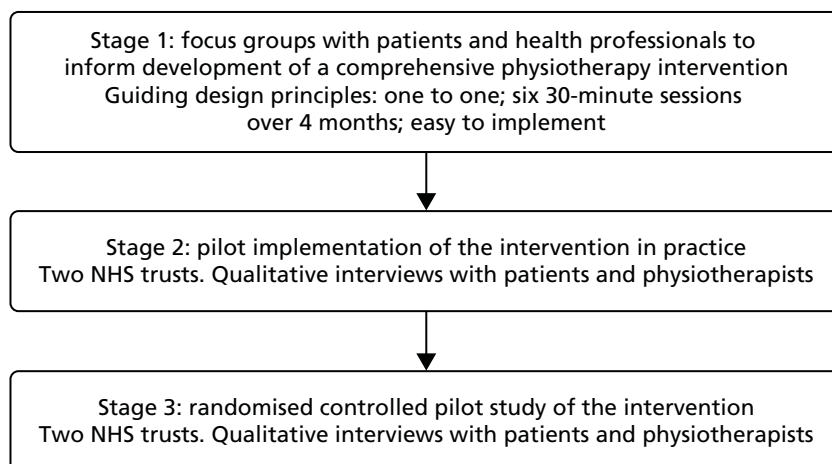 Stage 1: focus groups with patients and health professionals to
inform development of a comprehensive physiotherapy intervention
Guiding design principles: one to one; six 30-minute sessions
over 4 months; easy to implement
Stage 2: pilot implementation of the intervention in practice
Two NHS trusts. Qualitative interviews with patients and physiotherapists
Stage 3: randomised controlled pilot study of the intervention
Two NHS trusts. Qualitative interviews with patients and physiotherapists